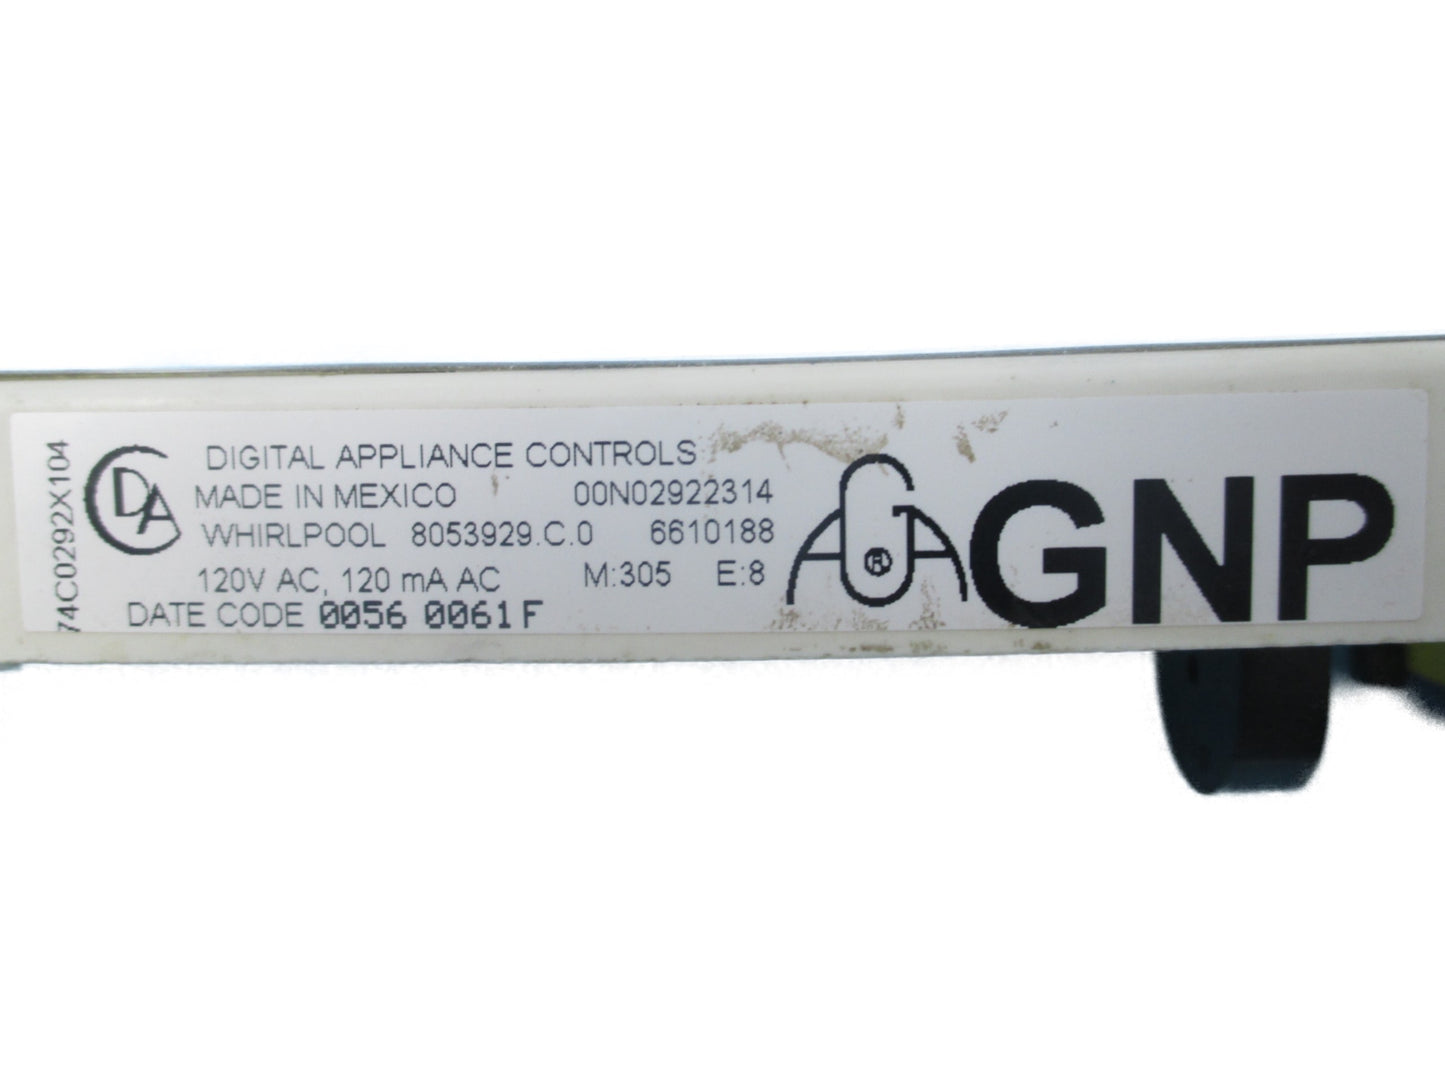 74C0292X104
DA
DIGITAL APPLIANCE CONTROLS
MADE IN MEXICO 00N02922314
WHIRLPOOL 8053929.C.0 6610188
120V AC, 120 mA AC M:305 E:8
DATE CODE 0056 0061F
AGA ®
GNP